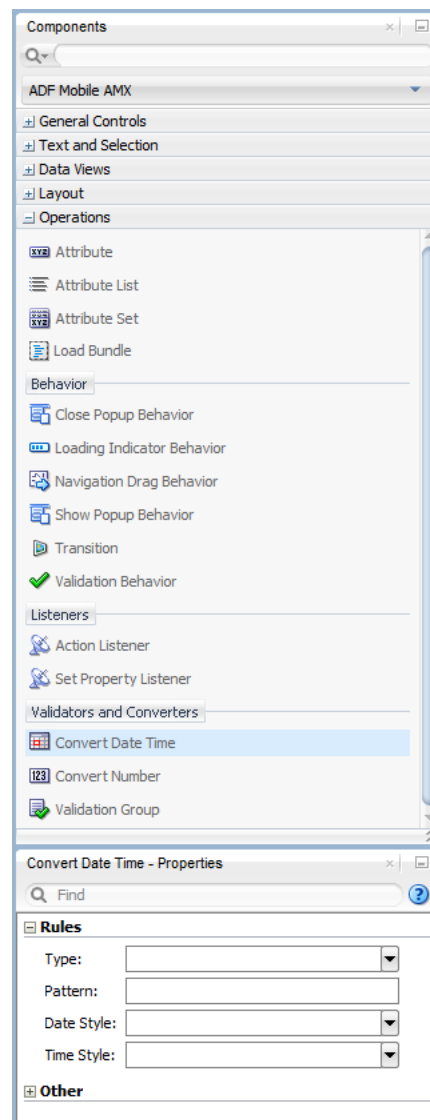 Components
ADF Mobile AMX
General Controls
Text and Selection
Data Views
Layout
Operations
Attribute
Attribute List
Attribute Set
Load Bundle
Behavior
Close Popup Behavior
Loading Indicator Behavior
Navigation Drag Behavior
Show Popup Behavior
Transition
Validation Behavior
Listeners
Action Listener
Set Property Listener
Validators and Converters
Convert Date Time
Convert Number
Validation Group
Convert Date Time - Properties
Find
Rules
Type:
Pattern:
Date Style:
Time Style:
Other